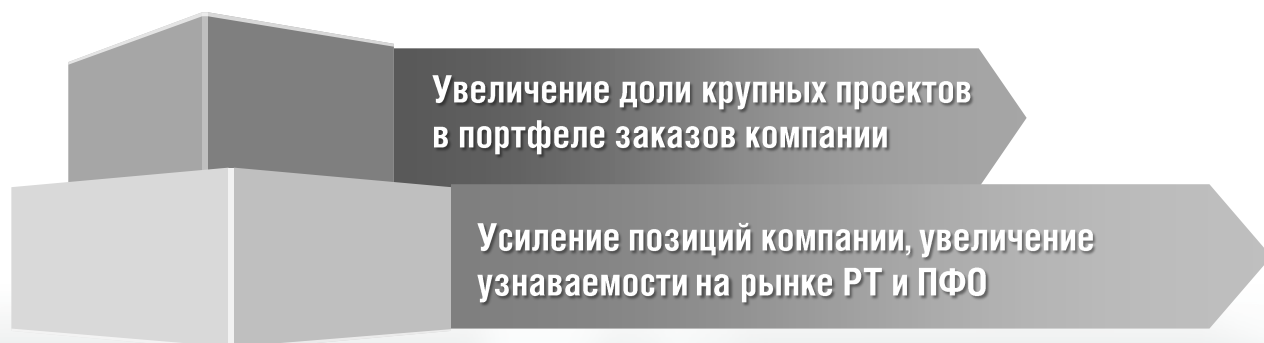 Увеличение доли крупных проектов
в портфеле заказов компании
Усиление позиций компании, увеличение
узнаваемости на рынке РТ и ПФО